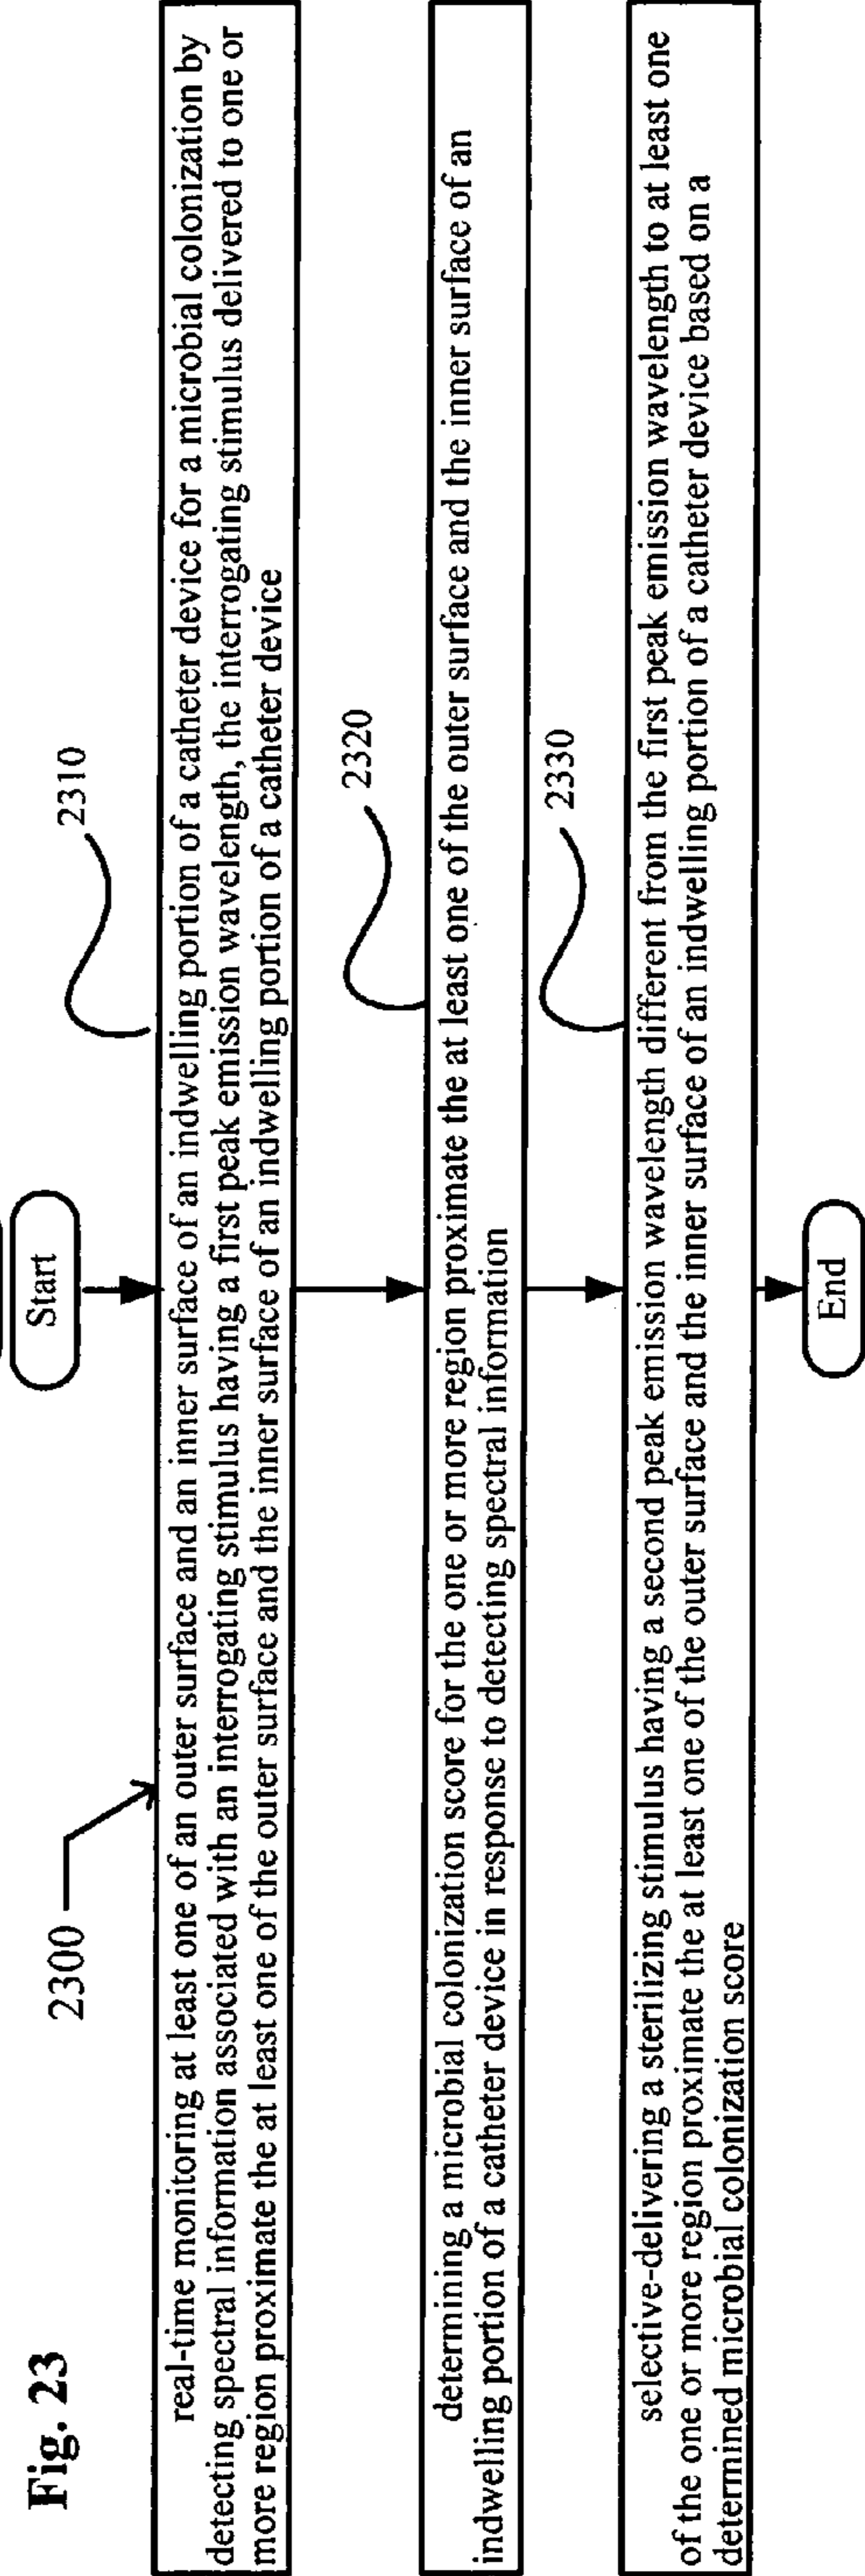 Fig. 23
2300
Start
2310
real-time monitoring at least one of an outer surface and an inner surface of an indwelling portion of a catheter device for a microbial colonization by
detecting spectral information associated with an interrogating stimulus having a first peak emission wavelength, the interrogating stimulus delivered to one or
more region proximate the at least one of the outer surface and the inner surface of an indwelling portion of a catheter device
2320
determining a microbial colonization score for the one or more region proximate the at least one of the outer surface and the inner surface of an
indwelling portion of a catheter device in response to detecting spectral information
2330
selective-delivering a sterilizing stimulus having a second peak emission wavelength different from the first peak emission wavelength to at least one
of the one or more region proximate the at least one of the outer surface and the inner surface of an indwelling portion of a catheter device based on a
determined microbial colonization score
End